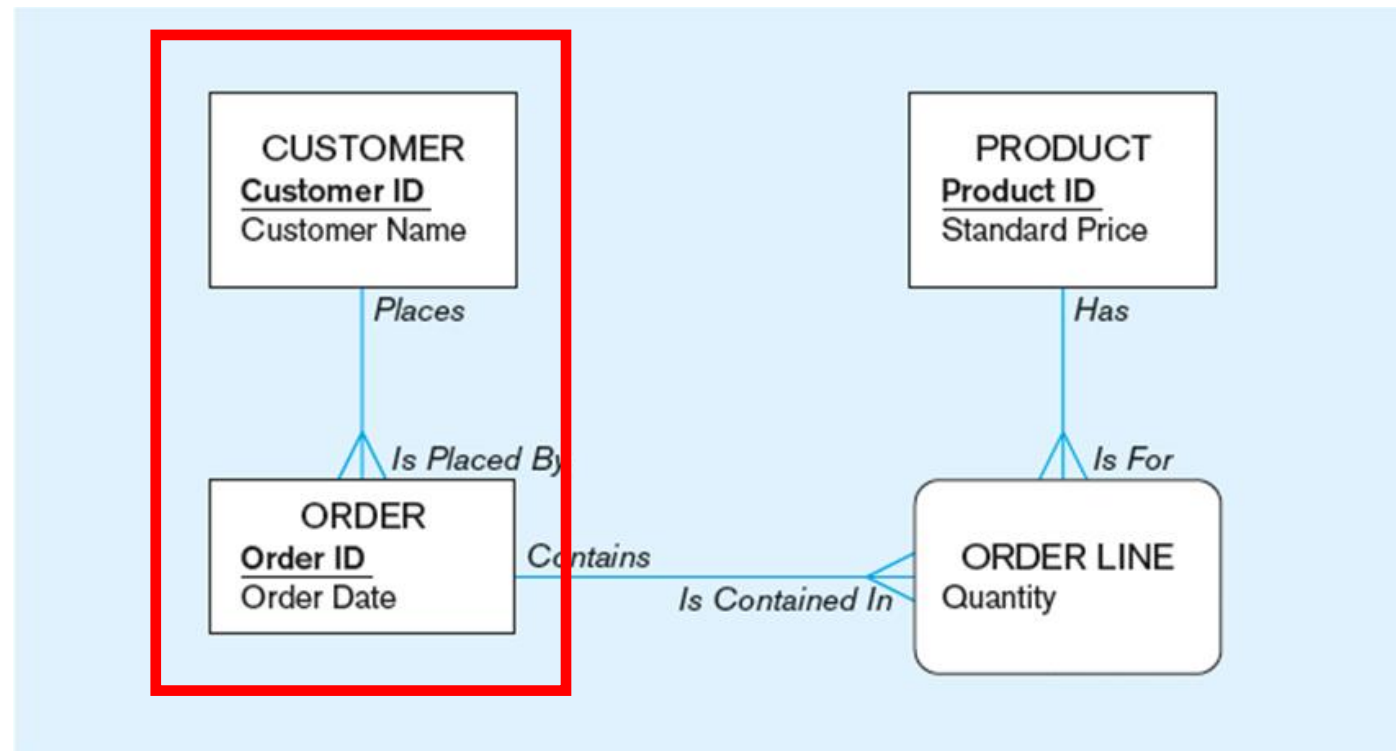 CUSTOMER
Customer ID
Customer Name
Places
Is Placed By
ORDER
Order ID
Order Date
Contains
Is Contained In
PRODUCT
Product ID
Standard Price
Has
Is For
ORDER LINE
Quantity